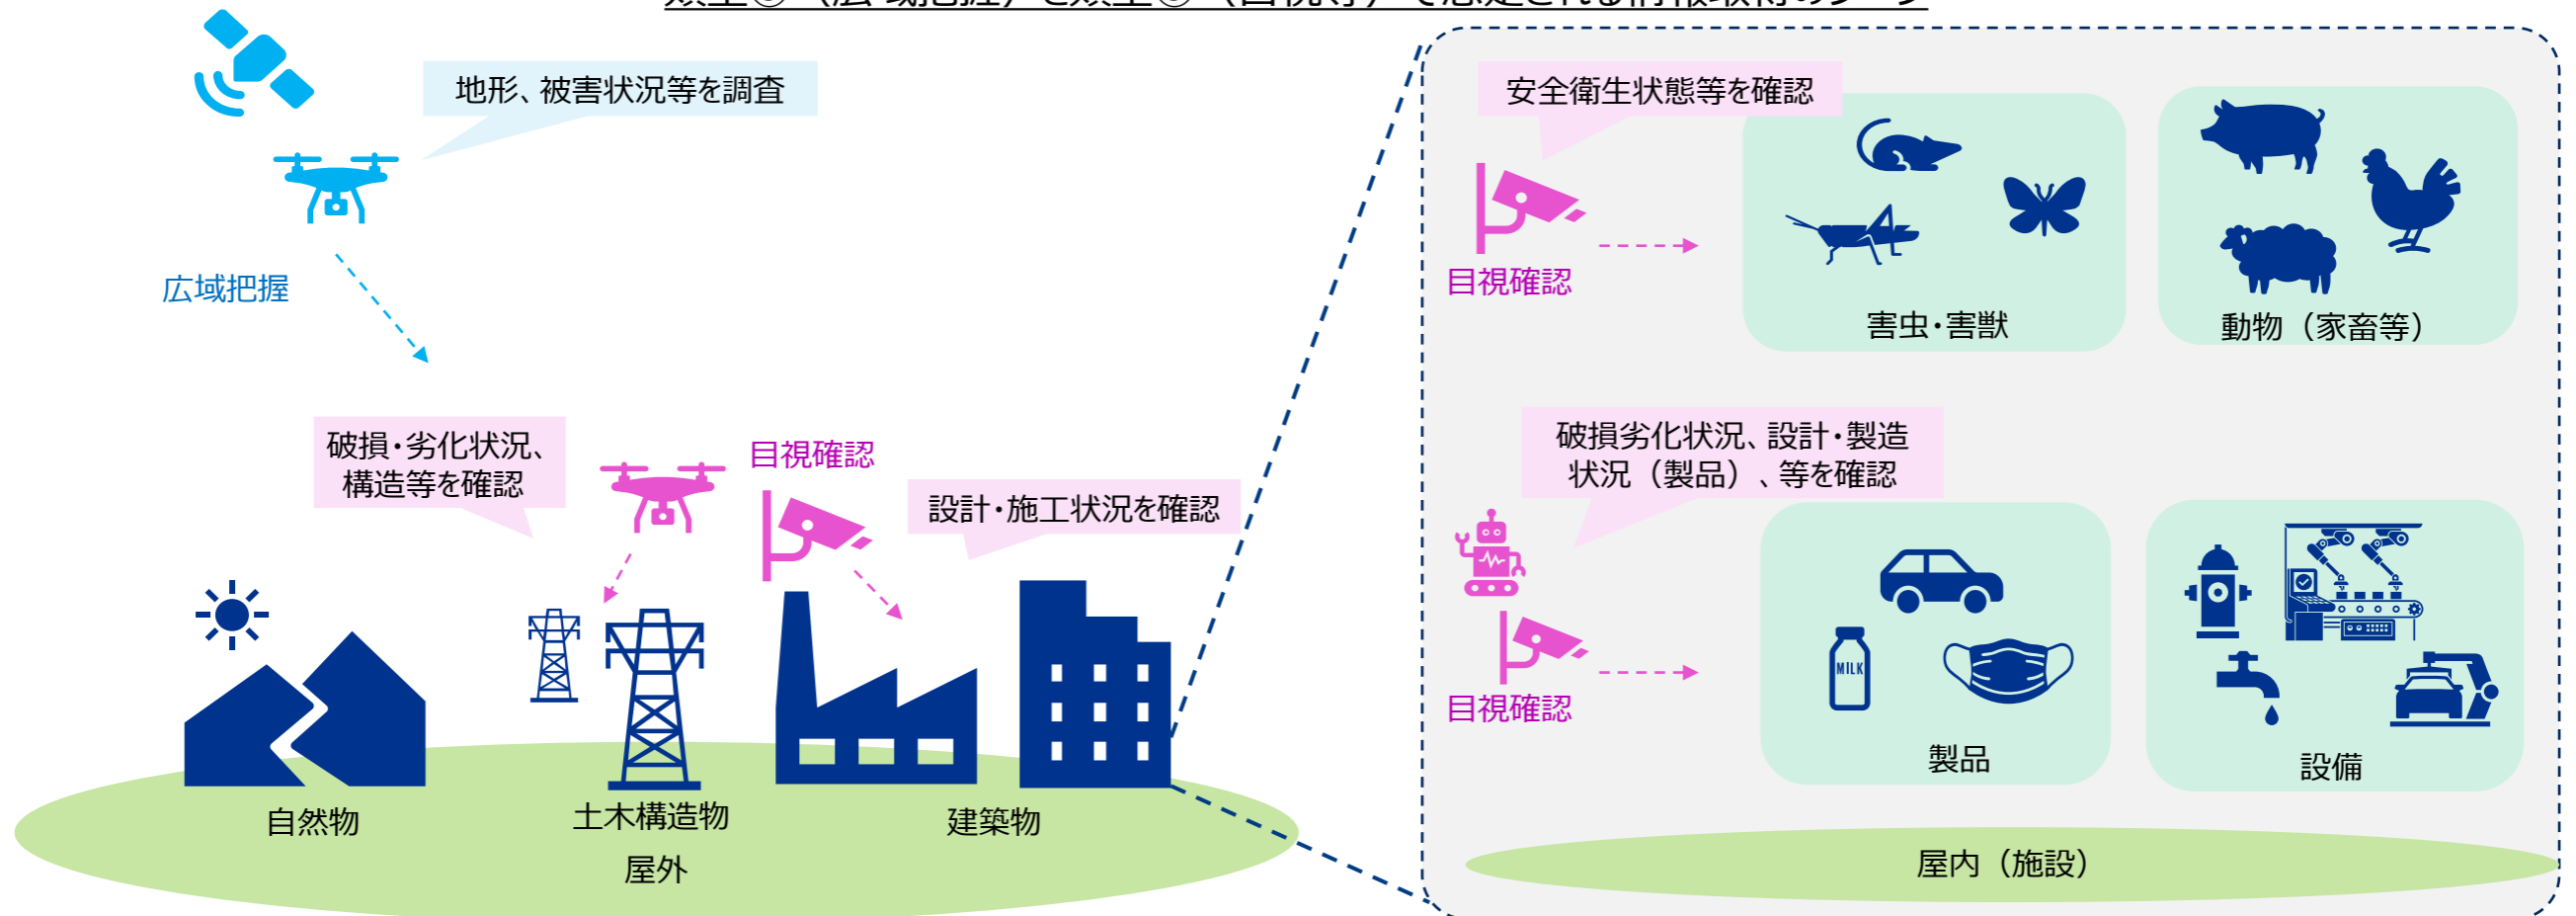 地形、被害状況等を調査
広域把握
破損・劣化状況、
構造等を確認
目視確認
設計・施工状況を確認
自然物
土木構造物
建築物
屋外
安全衛生状態等を確認
目視確認
害虫・害獣
動物（家畜等）
破損劣化状況、設計・製造
状況（製品）、等を確認
目視確認
MILK
製品
設備
屋内（施設）